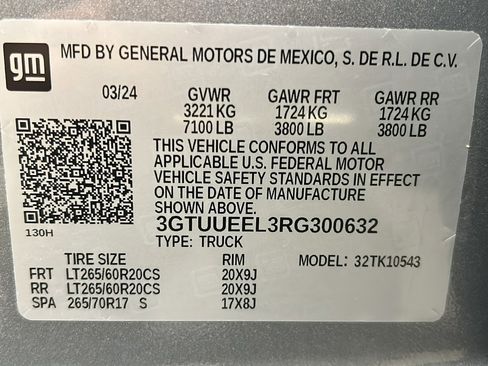 gm
MFD BY GENERAL MOTORS DE MEXICO, S. DE R.L. DE C.V.
03/24 GVWR GAWR FRT GAWR RR
3221 KG 1724 KG 1724 KG
7100 LB 3800 LB 3800 LB
THIS VEHICLE CONFORMS TO ALL
APPLICABLE U.S. FEDERAL MOTOR
VEHICLE SAFETY STANDARDS IN EFFECT
ON THE DATE OF MANUFACTURE
SHOWN ABOVE.
130H 3GTUUEEL3RG300632
TYPE: TRUCK
TIRE SIZE RIM MODEL: 32TK10543
FRT LT265/60R20CS 20X9J
RR LT265/60R20CS 20X9J
SPA 265/70R17 S 17X8J